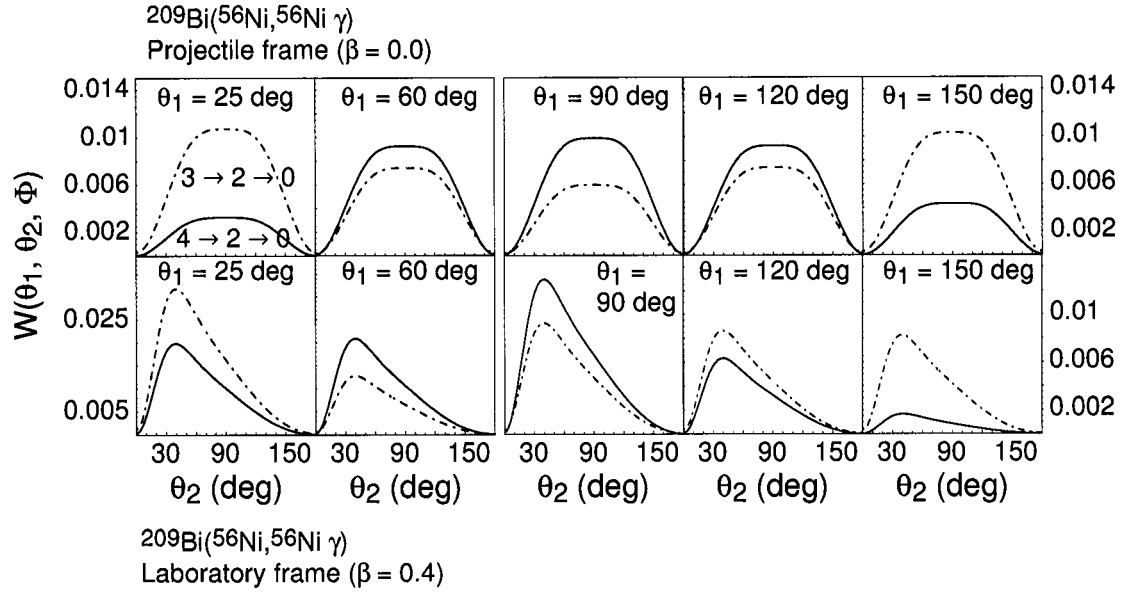 209Bi(56Ni,56Ni γ)
Projectile frame (β = 0.0)
W(θ1, θ2, Φ)
0.014
0.01
0.006
0.002
θ1 = 25 deg
3 → 2 → 0
4 → 2 → 0
θ1 = 60 deg
θ1 = 90 deg
θ1 = 120 deg
θ1 = 150 deg
0.014
0.01
0.006
0.002
0.025
0.005
θ1 = 25 deg
θ1 = 60 deg
θ1 =
90 deg
θ1 = 120 deg
θ1 = 150 deg
0.01
0.006
0.002
30 90 150
30 90 150
30 90 150
30 90 150
30 90 150
θ2 (deg)
θ2 (deg)
θ2 (deg)
θ2 (deg)
θ2 (deg)
209Bi(56Ni,56Ni γ)
Laboratory frame (β = 0.4)